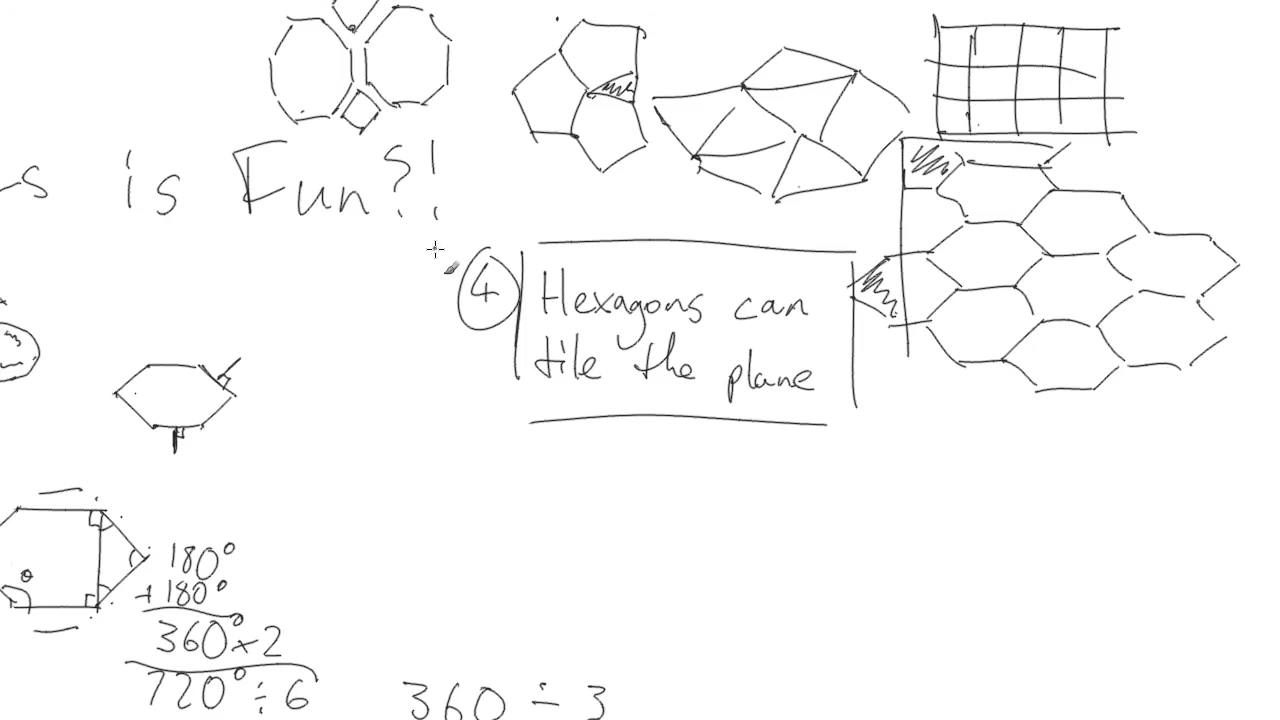 s is Fun?!
4
Hexagons can
tile the plane
θ
180°
+180°
360°×2
720°÷6
360 ÷ 3